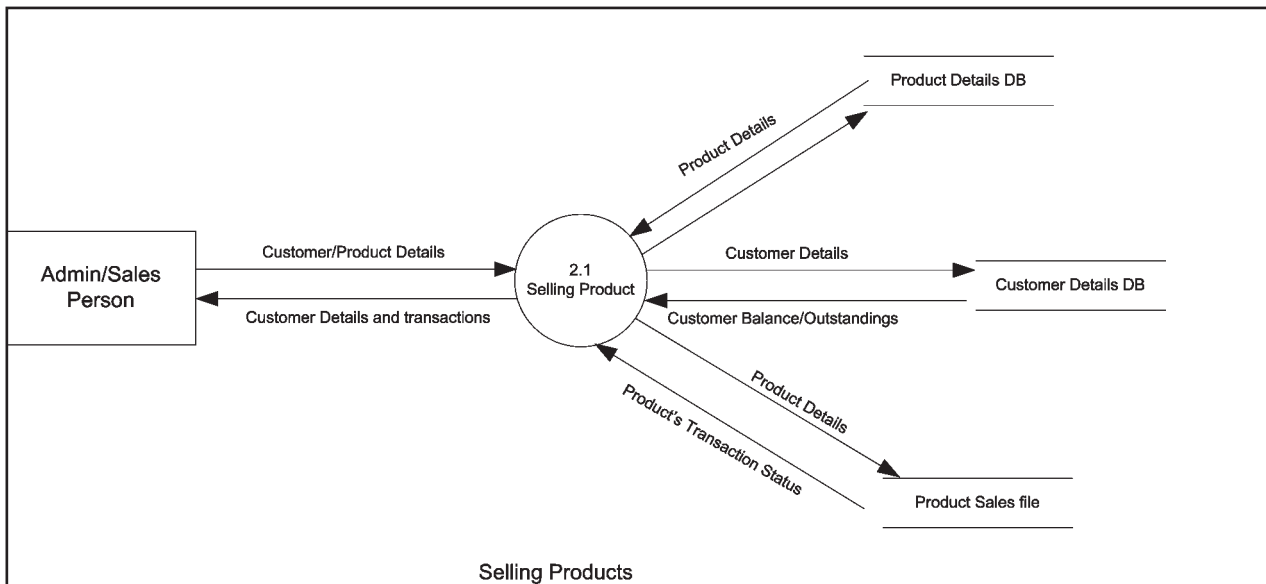 Product Details DB
Product Details
Customer/Product Details
Customer Details
Admin/Sales
Person
2.1
Selling Product
Customer Details DB
Customer Details and transactions
Customer Balance/Outstandings
Product Details
Product's Transaction Status
Product Sales file
Selling Products